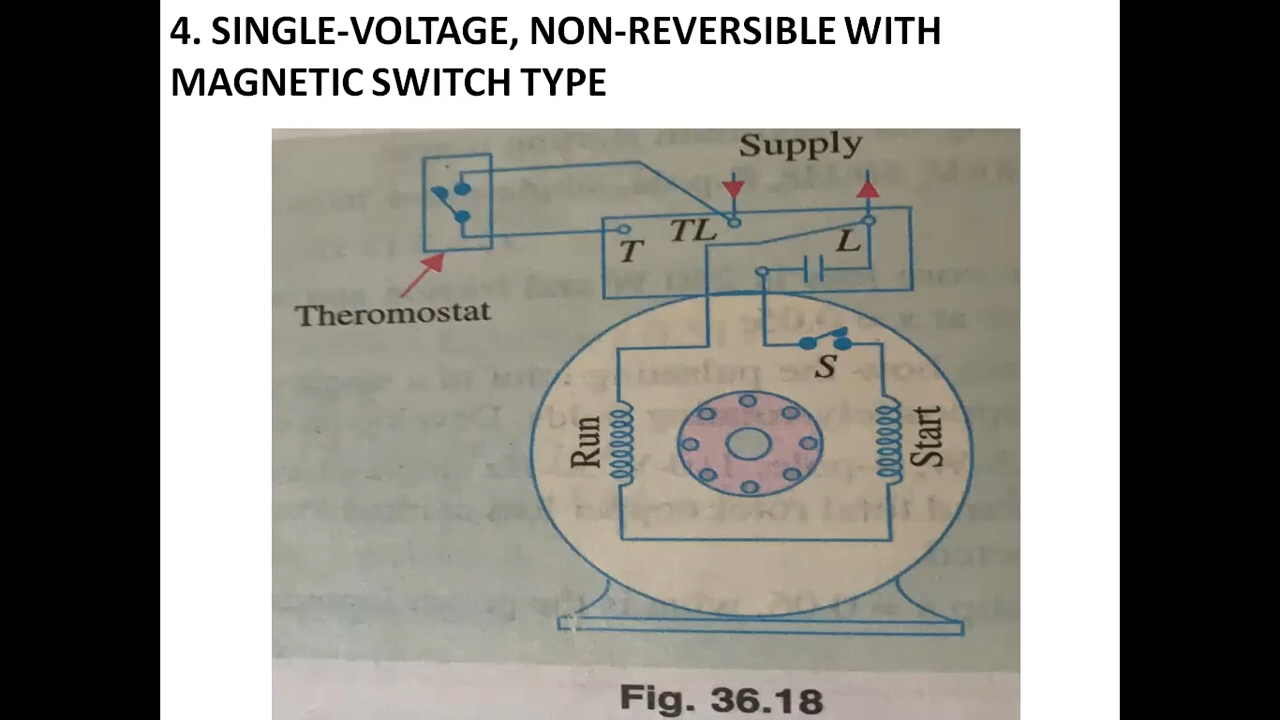 4. SINGLE-VOLTAGE, NON-REVERSIBLE WITH
MAGNETIC SWITCH TYPE
Supply
T
TL
L
Theromostat
S
Run
Start
Fig. 36.18